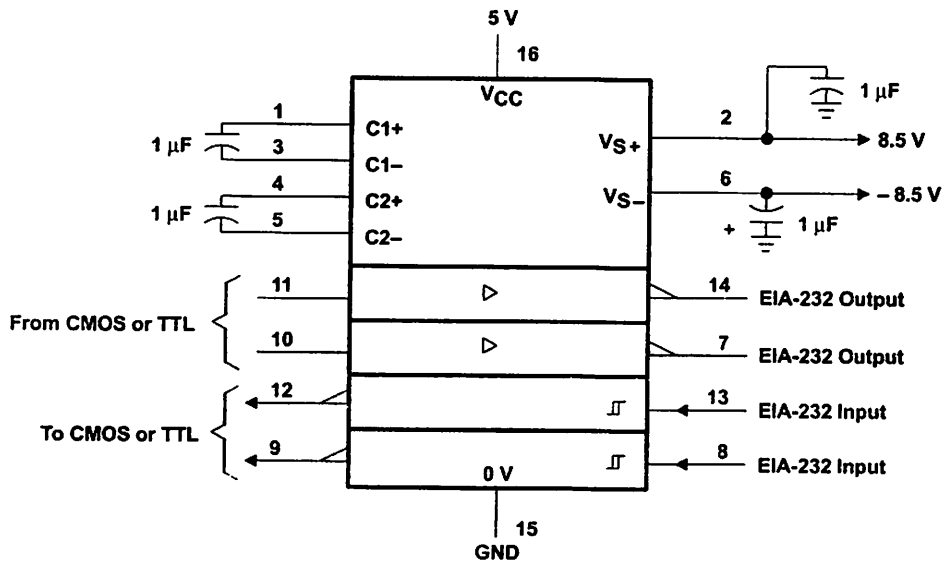 5 V
16
VCC
1 μF
1
C1+
3
C1–
1 μF
4
C2+
5
C2–
VS+
2
8.5 V
1 μF
VS–
6
– 8.5 V
+
1 μF
From CMOS or TTL
11
14
EIA-232 Output
10
7
EIA-232 Output
To CMOS or TTL
12
13
EIA-232 Input
9
8
EIA-232 Input
0 V
15
GND